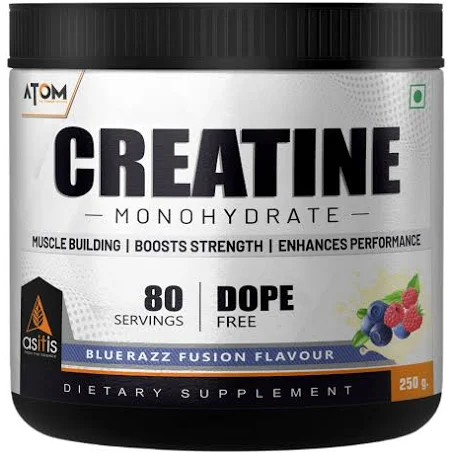 ATOM
CREATINE
— MONOHYDRATE —
MUSCLE BUILDING | BOOSTS STRENGTH | ENHANCES PERFORMANCE
80 SERVINGS
DOPE FREE
asitis
BLUERAZZ FUSION FLAVOUR
250 g.
DIETARY SUPPLEMENT